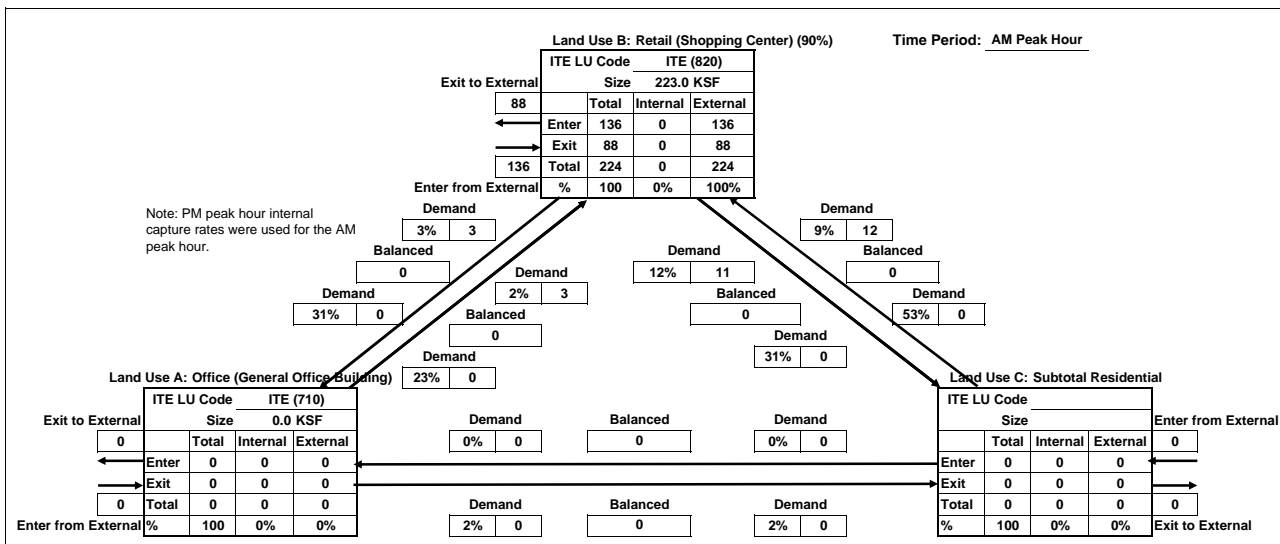 Land Use B: Retail (Shopping Center) (90%)
Time Period: AM Peak Hour
ITE LU Code ITE (820)
Exit to External Size 223.0 KSF
88 Total Internal External
Enter 136 0 136
Exit 88 0 88
136 Total 224 0 224
Enter from External % 100 0% 100%
Note: PM peak hour internal
capture rates were used for the AM
peak hour.
Demand
3% 3
Balanced
0
Demand
31% 0
Demand
2% 3
Balanced
0
Demand
23% 0
Demand
12% 11
Balanced
0
Demand
31% 0
Demand
9% 12
Balanced
0
Demand
53% 0
Land Use A: Office (General Office Building)
ITE LU Code ITE (710)
Exit to External Size 0.0 KSF
0 Total Internal External
Enter 0 0 0
Exit 0 0 0
0 Total 0 0 0
Enter from External % 100 0% 0%
Demand Balanced Demand
0% 0 0 0% 0
Demand Balanced Demand
2% 0 0 2% 0
Land Use C: Subtotal Residential
ITE LU Code
Size Enter from External
Total Internal External 0
Enter 0 0 0
Exit 0 0 0
Total 0 0 0 0
% 100 0% 0% Exit to External